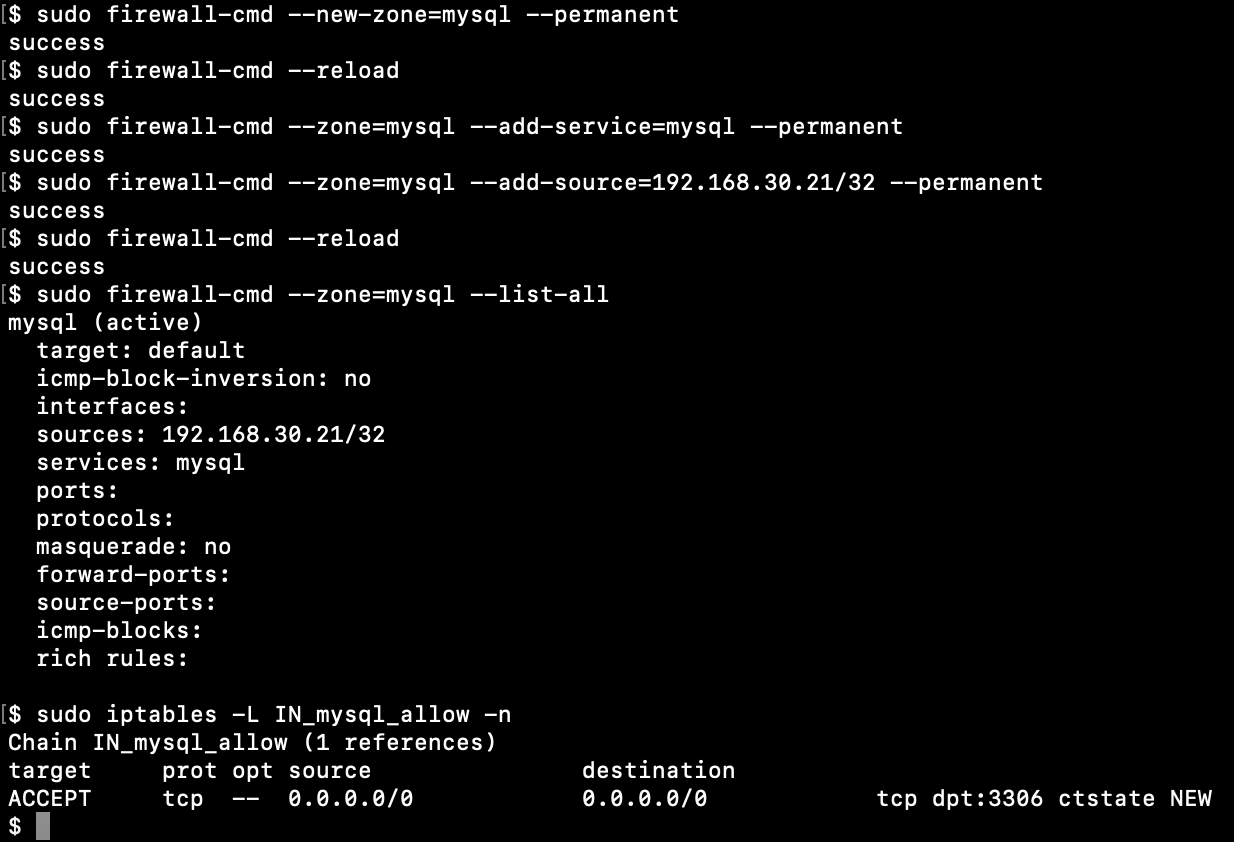 [$ sudo firewall-cmd --new-zone=mysql --permanent
success
[$ sudo firewall-cmd --reload
success
[$ sudo firewall-cmd --zone=mysql --add-service=mysql --permanent
success
[$ sudo firewall-cmd --zone=mysql --add-source=192.168.30.21/32 --permanent
success
[$ sudo firewall-cmd --reload
success
[$ sudo firewall-cmd --zone=mysql --list-all
mysql (active)
  target: default
  icmp-block-inversion: no
  interfaces:
  sources: 192.168.30.21/32
  services: mysql
  ports:
  protocols:
  masquerade: no
  forward-ports:
  source-ports:
  icmp-blocks:
  rich rules:

[$ sudo iptables -L IN_mysql_allow -n
Chain IN_mysql_allow (1 references)
target     prot opt source               destination
ACCEPT     tcp  --  0.0.0.0/0            0.0.0.0/0            tcp dpt:3306 ctstate NEW
$